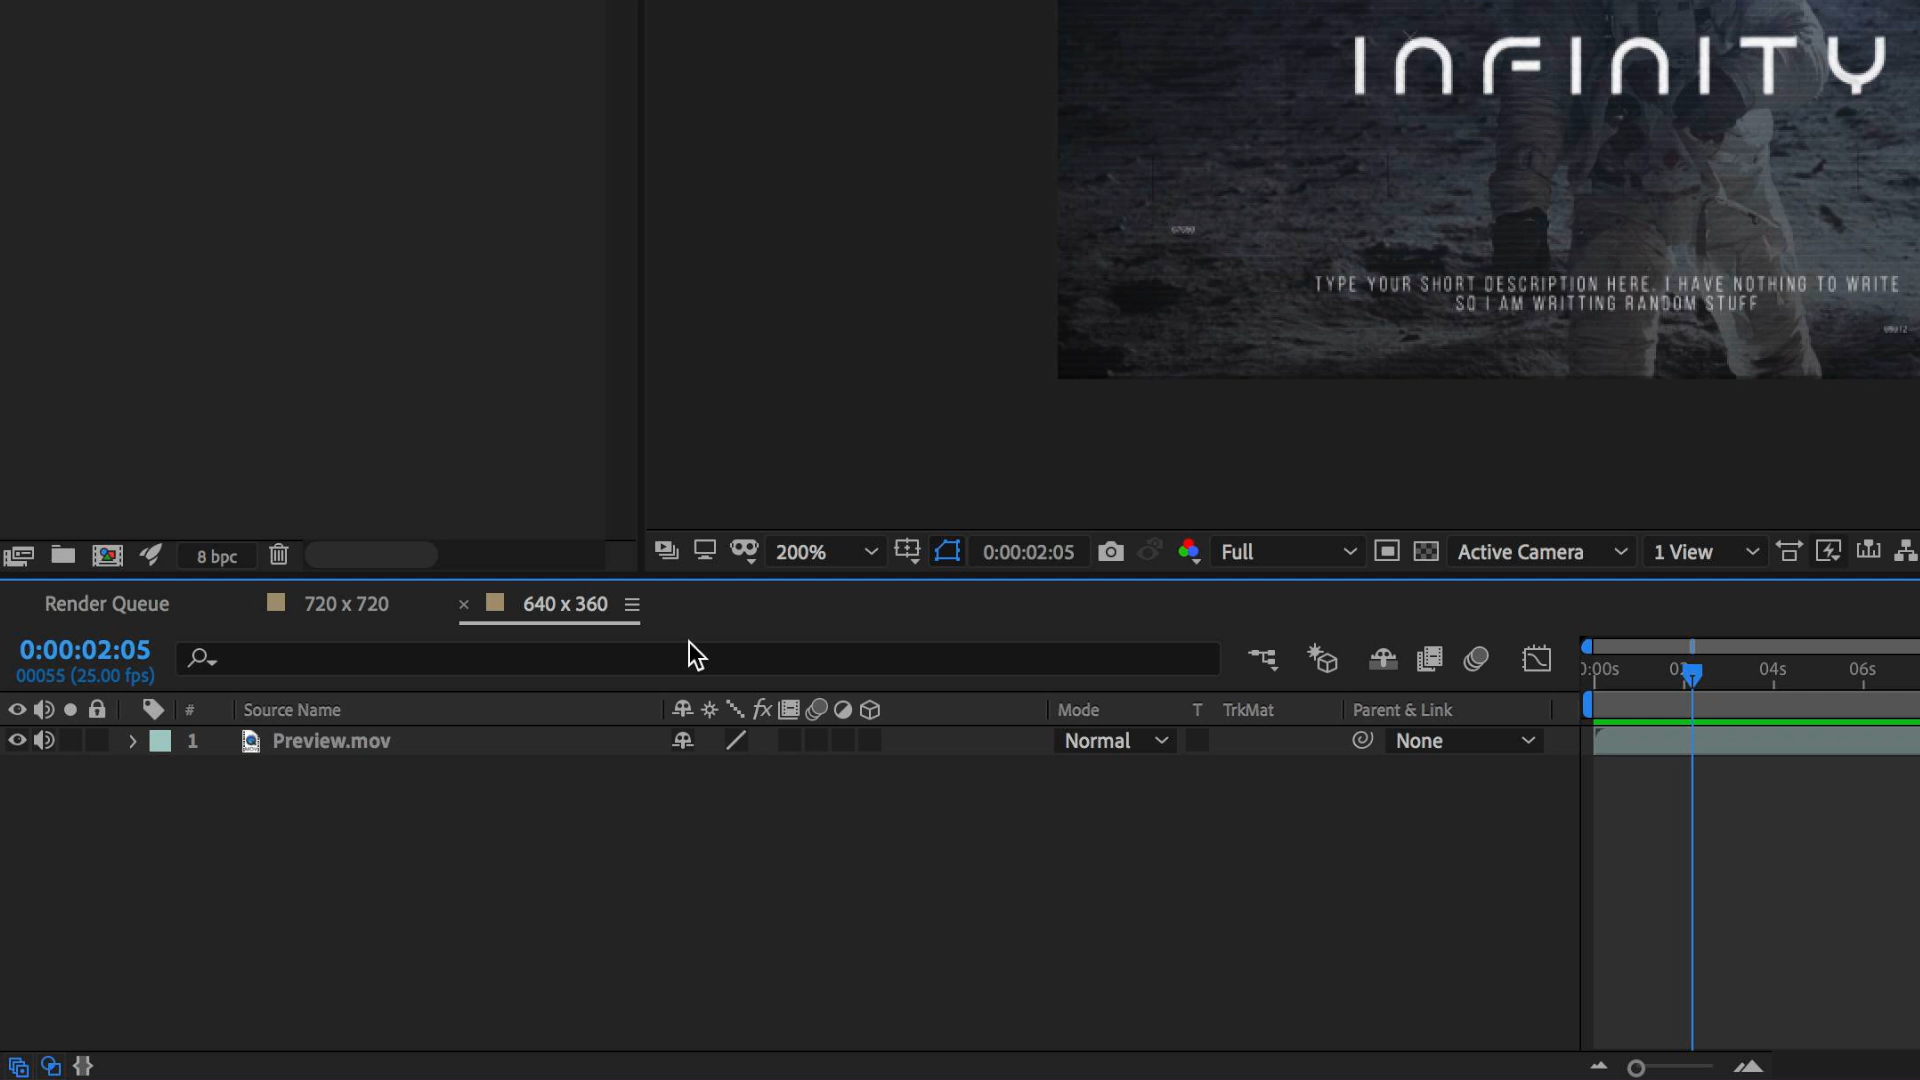 INFINITY
TYPE YOUR SHORT DESCRIPTION HERE. I HAVE NOTHING TO WRITE
SO I AM WRITTING RANDOM STUFF
8 bpc
200%
0:00:02:05
Full
Active Camera
1 View
Render Queue
720 x 720
× 640 x 360
0:00:02:05
00055 (25.00 fps)
):00s
04s
06s
#
Source Name
fx
Mode
T
TrkMat
Parent & Link
1
Preview.mov
Normal
None